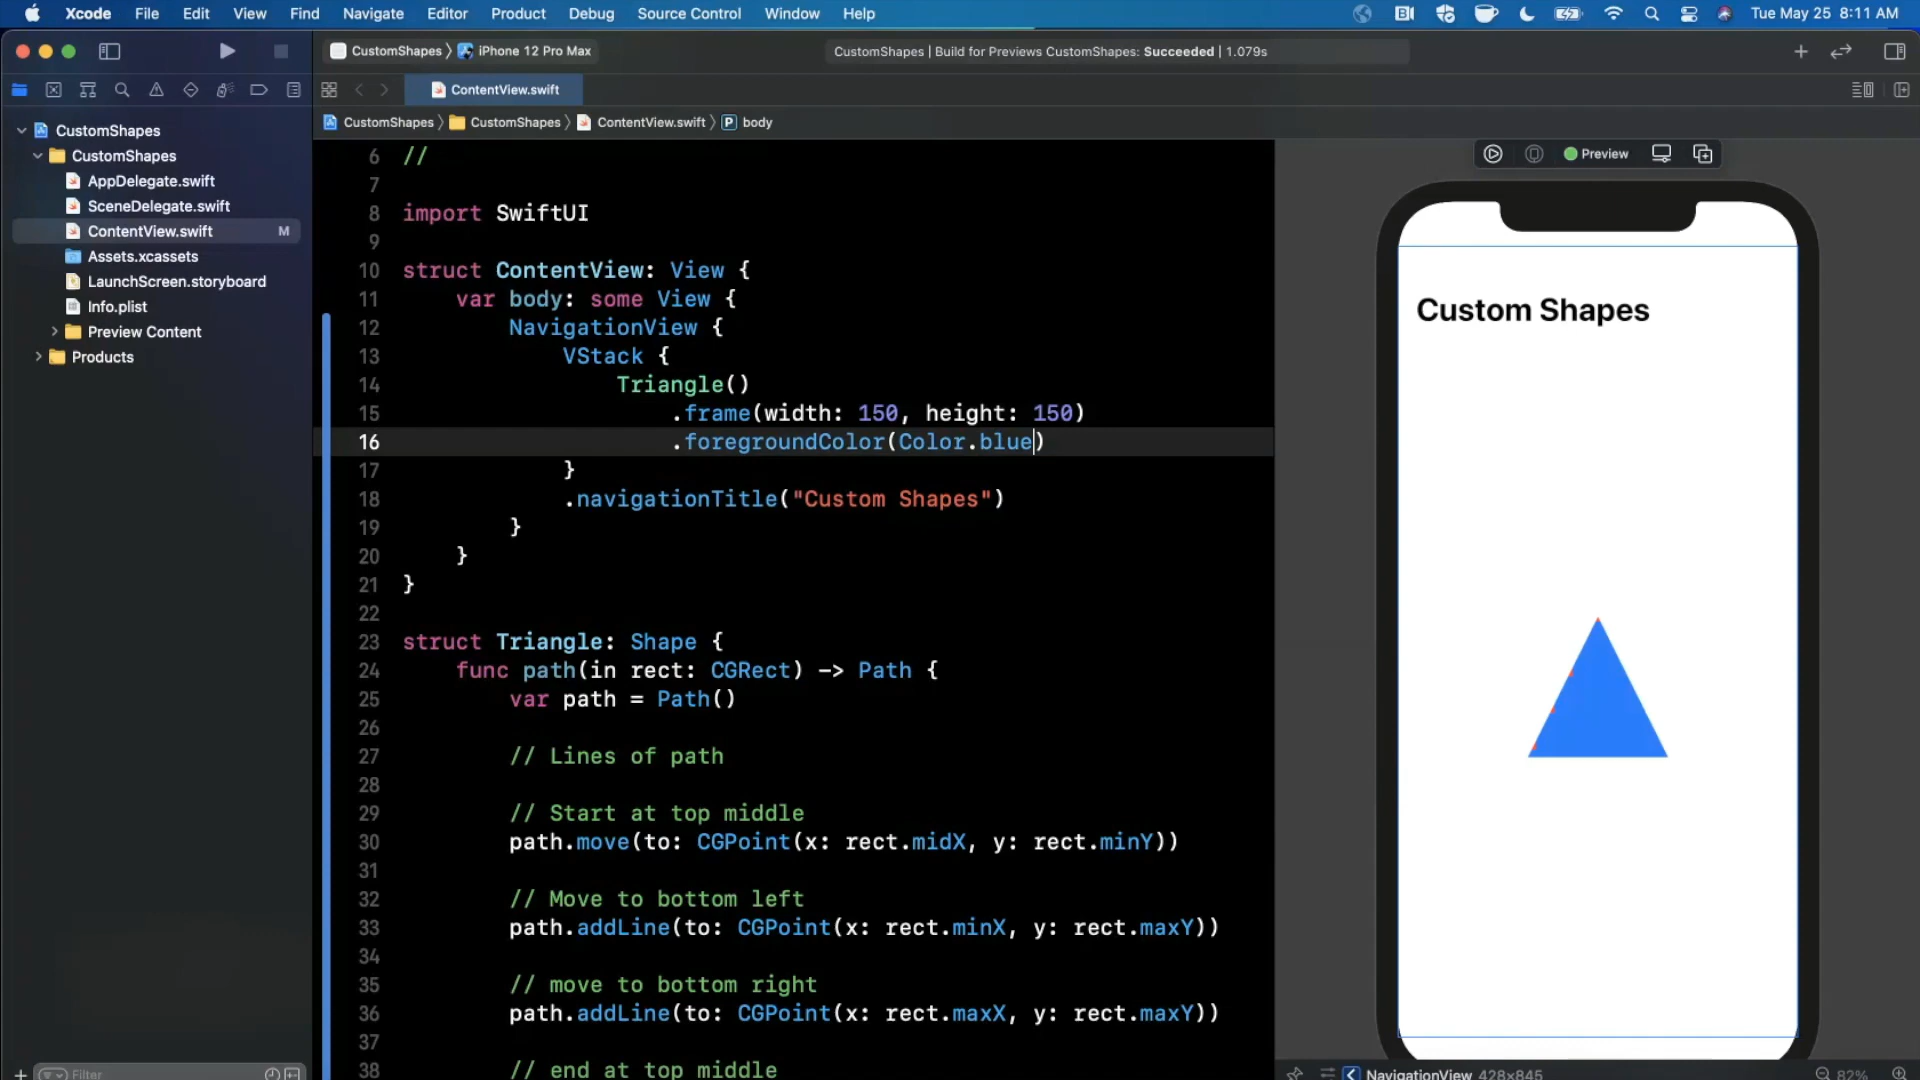 Xcode File Edit View Find Navigate Editor Product Debug Source Control Window Help
Tue May 25 8:11 AM
CustomShapes 〉 iPhone 12 Pro Max
CustomShapes | Build for Previews CustomShapes: Succeeded | 1.079s
ContentView.swift
CustomShapes 〉 CustomShapes 〉 ContentView.swift 〉 P body
CustomShapes
CustomShapes
AppDelegate.swift
SceneDelegate.swift
ContentView.swift M
Assets.xcassets
LaunchScreen.storyboard
Info.plist
Preview Content
Products
Filter
6 //
7
8 import SwiftUI
9
10 struct ContentView: View {
11 var body: some View {
12 NavigationView {
13 VStack {
14 Triangle()
15 .frame(width: 150, height: 150)
16 .foregroundColor(Color.blue)
17 }
18 .navigationTitle("Custom Shapes")
19 }
20 }
21 }
22
23 struct Triangle: Shape {
24 func path(in rect: CGRect) -> Path {
25 var path = Path()
26
27 // Lines of path
28
29 // Start at top middle
30 path.move(to: CGPoint(x: rect.midX, y: rect.minY))
31
32 // Move to bottom left
33 path.addLine(to: CGPoint(x: rect.minX, y: rect.maxY))
34
35 // move to bottom right
36 path.addLine(to: CGPoint(x: rect.maxX, y: rect.maxY))
37
38 // end at top middle
Preview
Custom Shapes
NavigationView 428×845
82%